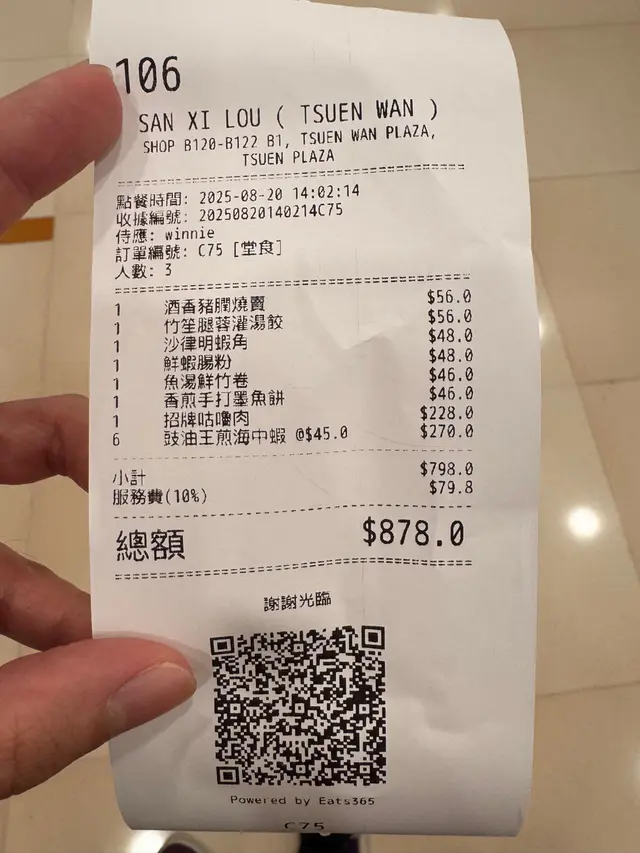 106
SAN XI LOU ( TSUEN WAN )
SHOP B120-B122 B1, TSUEN WAN PLAZA,
TSUEN PLAZA
點餐時間: 2025-08-20 14:02:14
收據編號: 20250820140214C75
侍應: winnie
訂單編號: C75 [堂食]
人數: 3
1 酒香豬膶燒賣 $56.0
1 竹笙腿蓉灌湯餃 $56.0
1 沙律明蝦角 $48.0
1 鮮蝦腸粉 $48.0
1 魚湯鮮竹卷 $46.0
1 香煎手打墨魚餅 $46.0
1 招牌咕嚕肉 $228.0
6 豉油王煎海中蝦 @$45.0 $270.0
小計 $798.0
服務費(10%) $79.8
總額 $878.0
謝謝光臨
Powered by Eats365
C75